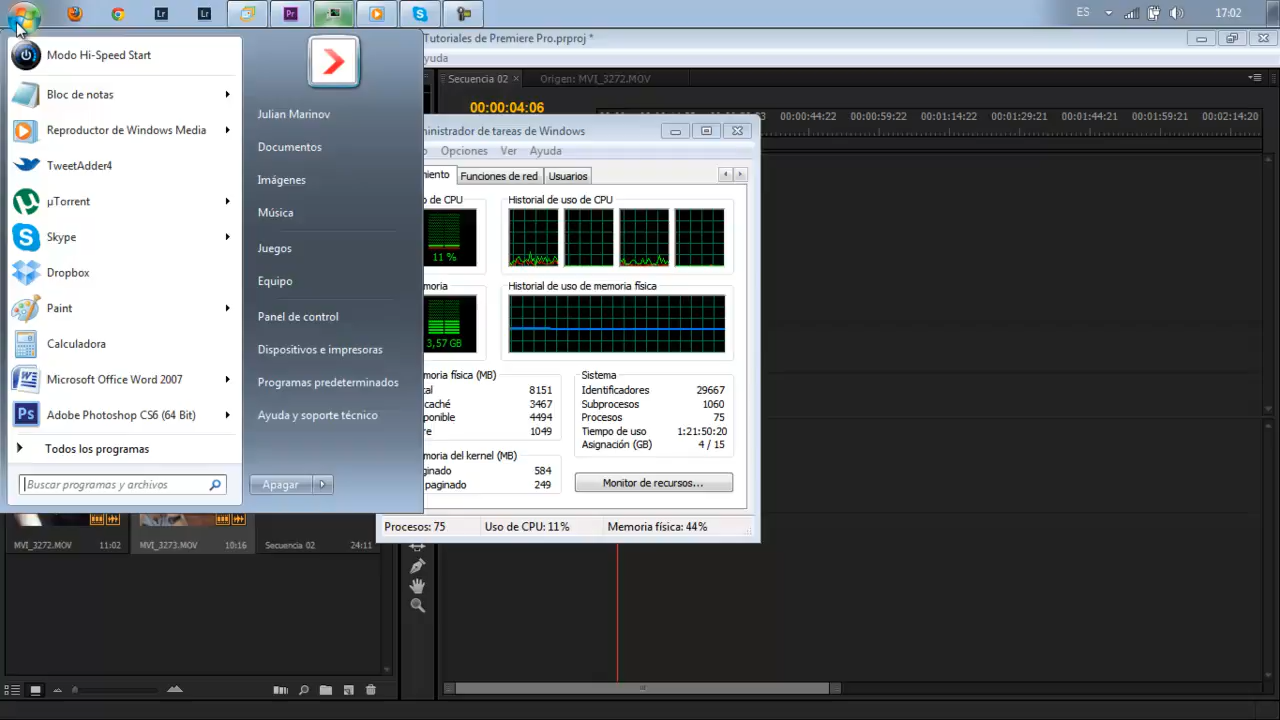 Lr
Lr
Pr
ES
17:02
Modo Hi-Speed Start
Bloc de notas
Reproductor de Windows Media
TweetAdder4
µTorrent
Skype
Dropbox
Paint
Calculadora
Microsoft Office Word 2007
Adobe Photoshop CS6 (64 Bit)
Todos los programas
Buscar programas y archivos
Julian Marinov
Documentos
Imágenes
Música
Juegos
Equipo
Panel de control
Dispositivos e impresoras
Programas predeterminados
Ayuda y soporte técnico
Apagar
Tutoriales de Premiere Pro.prproj *
yuda
Secuencia 02
Origen: MVI_3272.MOV
00:00:04:06
00:00
00:00:44:22
00:00:59:22
00:01:14:22
00:01:29:21
00:01:44:21
00:01:59:21
00:02:14:20
ministrador de tareas de Windows
Opciones
Ver
Ayuda
miento
Funciones de red
Usuarios
o de CPU
Historial de uso de CPU
11 %
moria
Historial de uso de memoria física
3,57 GB
moria física (MB)
tal 8151
caché 3467
ponible 4494
re 1049
moria del kernel (MB)
ginado 584
paginado 249
Sistema
Identificadores 29667
Subprocesos 1060
Procesos 75
Tiempo de uso 1:21:50:20
Asignación (GB) 4 / 15
Monitor de recursos...
Procesos: 75
Uso de CPU: 11%
Memoria física: 44%
MVI_3272.MOV 11:02
MVI_3273.MOV 10:16
Secuencia 02 24:11